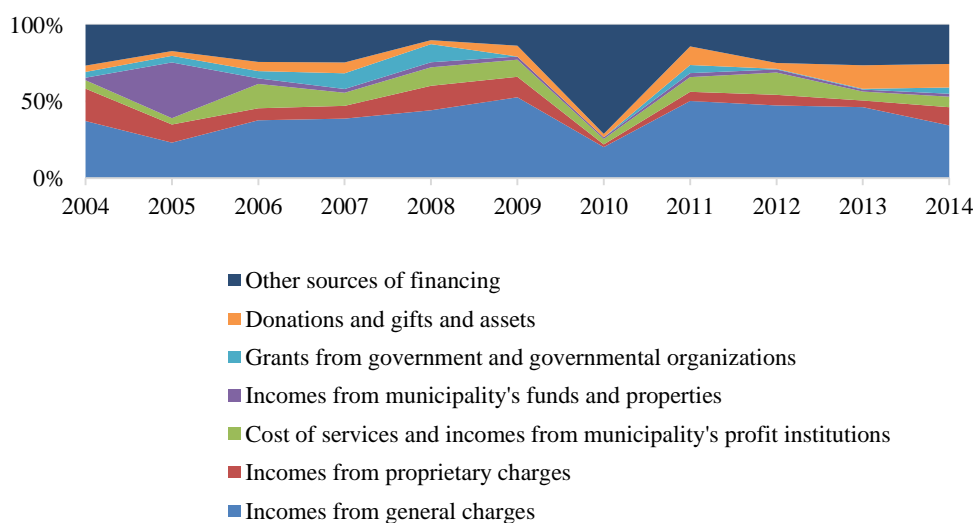 100%
50%
0%
2004 2005 2006 2007 2008 2009 2010 2011 2012 2013 2014
Other sources of financing
Donations and gifts and assets
Grants from government and governmental organizations
Incomes from municipality's funds and properties
Cost of services and incomes from municipality's profit institutions
Incomes from proprietary charges
Incomes from general charges